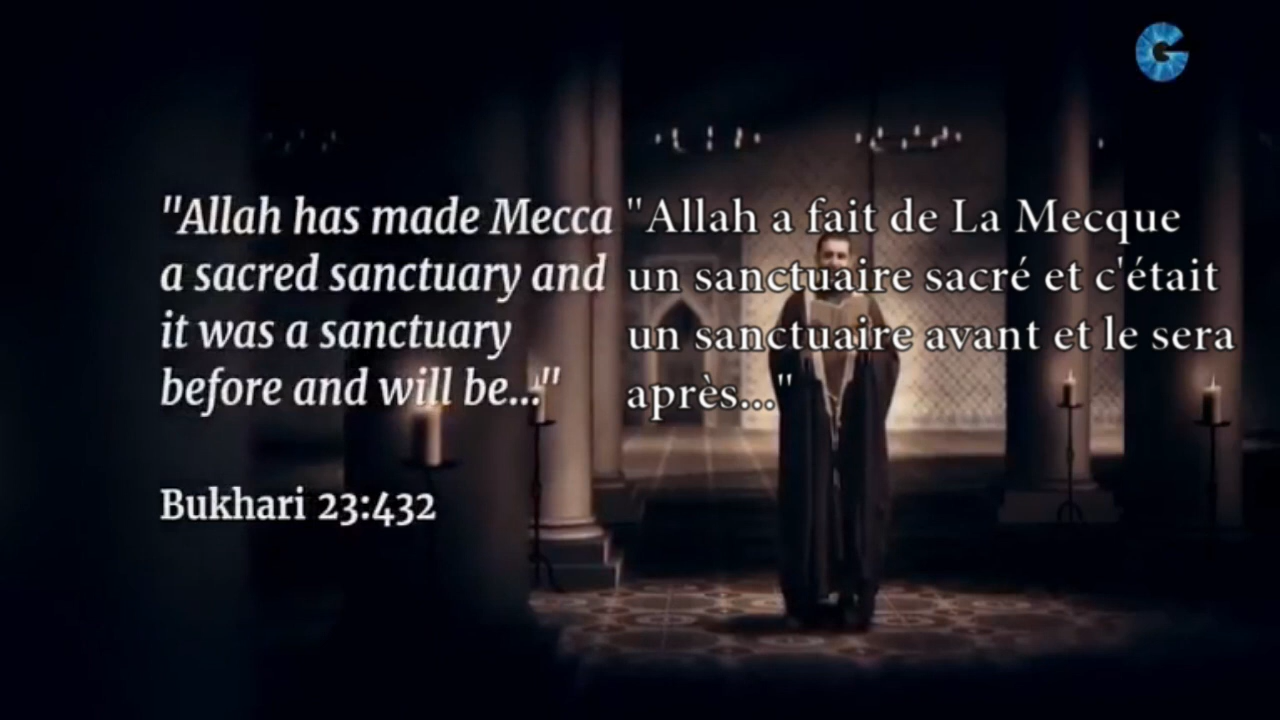 "Allah has made Mecca
a sacred sanctuary and
it was a sanctuary
before and will be..."
Bukhari 23:432
"Allah a fait de La Mecque
un sanctuaire sacré et c'était
un sanctuaire avant et le sera
après..."